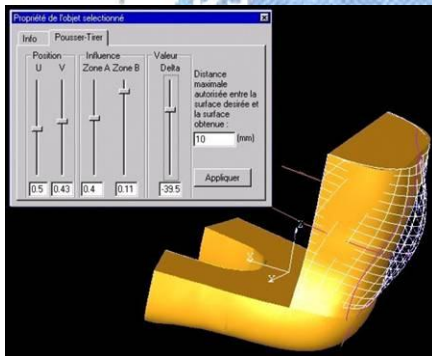 Propriété de l'objet selectionné
Info
Pousser-Tirer
Position
Influence
Valeur
U
V
Zone A
Zone B
Delta
Distance
maximale
autorisée entre la
surface desirée et
la surface
obtenue :
10
(mm)
Appliquer
0.5
0.43
0.4
0.11
-39.5